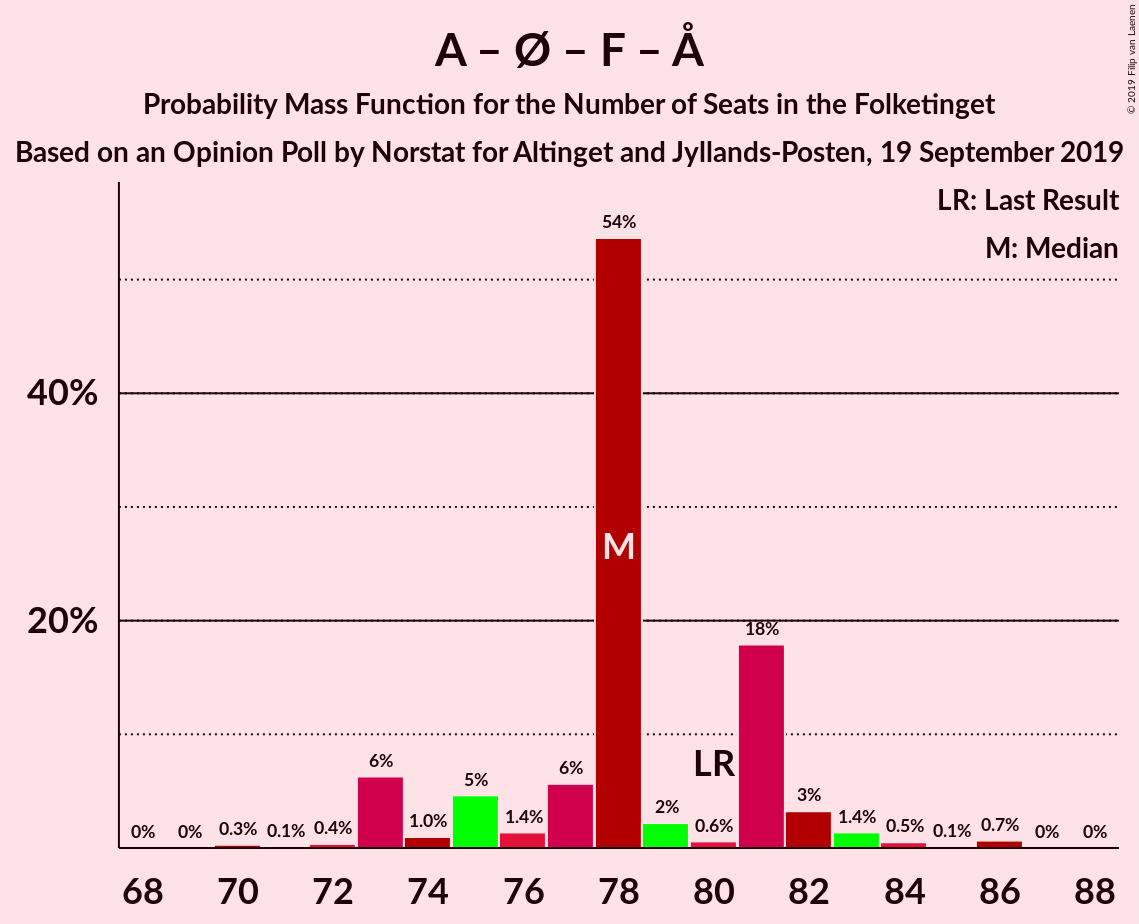 A – Ø – F – Å
Probability Mass Function for the Number of Seats in the Folketinget
Based on an Opinion Poll by Norstat for Altinget and Jyllands-Posten, 19 September 2019
© 2019 Filip van Laenen
LR: Last Result
M: Median
40%
20%
0% 0% 0.3% 0.1% 0.4% 6% 1.0% 5% 1.4% 6% 54% 2% 0.6% 18% 3% 1.4% 0.5% 0.1% 0.7% 0% 0%
M
LR
68 70 72 74 76 78 80 82 84 86 88